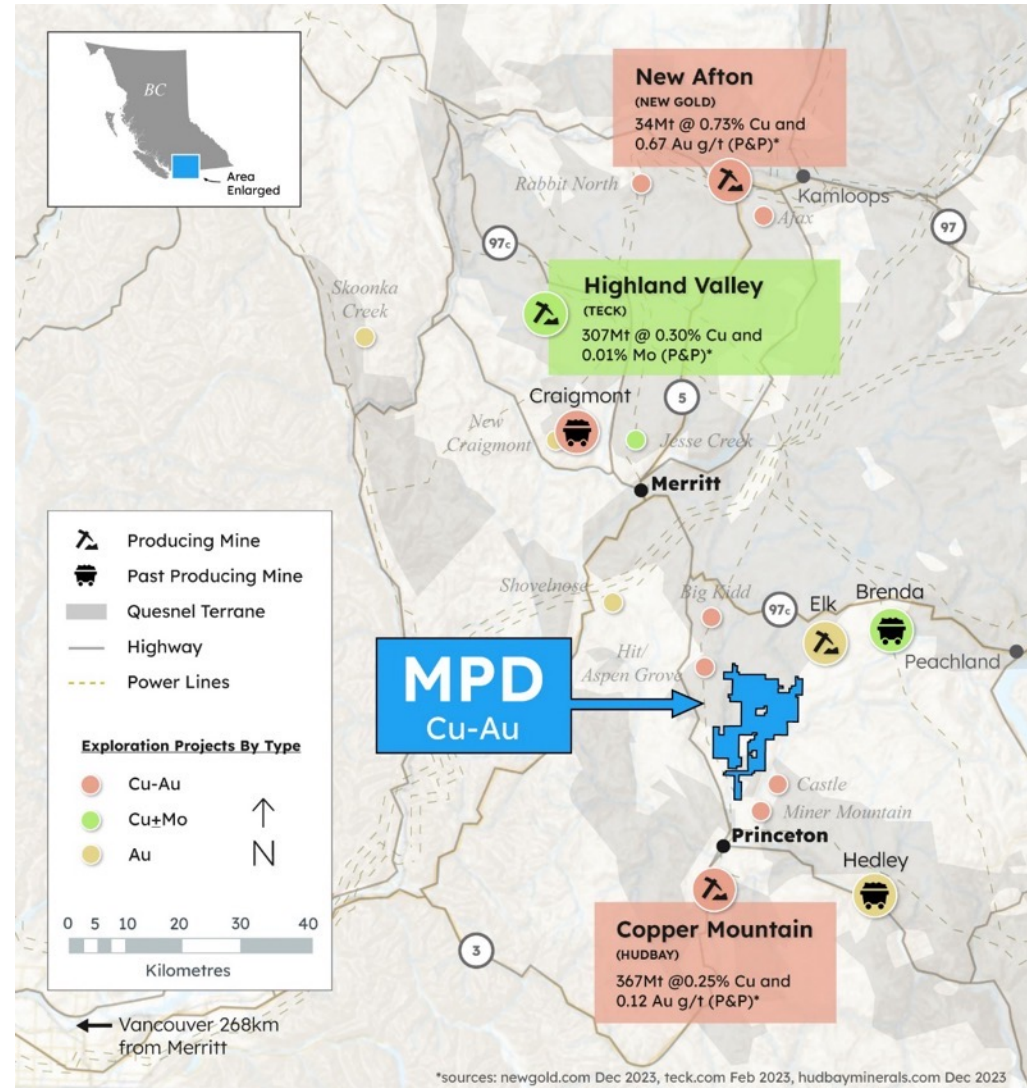 BC
Area
Enlarged
New Afton
(NEW GOLD)
34Mt @ 0.73% Cu and
0.67 Au g/t (P&P)*
Rabbit North
Kamloops
Ajax
97
97c
Skoonka
Creek
Highland Valley
(TECK)
307Mt @ 0.30% Cu and
0.01% Mo (P&P)*
Craigmont
5
New
Craigmont
Jesse Creek
Merritt
Producing Mine
Past Producing Mine
Quesnel Terrane
Highway
Power Lines
Exploration Projects By Type
Cu-Au
Cu±Mo
Au
N
0 5 10 20 30 40
Kilometres
Vancouver 268km
from Merritt
Shovelnose
Big Kidd
97c
Elk
Brenda
Peachland
Hit/
Aspen Grove
MPD
Cu-Au
Castle
Miner Mountain
Princeton
Hedley
Copper Mountain
(HUDBAY)
367Mt @0.25% Cu and
0.12 Au g/t (P&P)*
3
*sources: newgold.com Dec 2023, teck.com Feb 2023, hudbayminerals.com Dec 2023